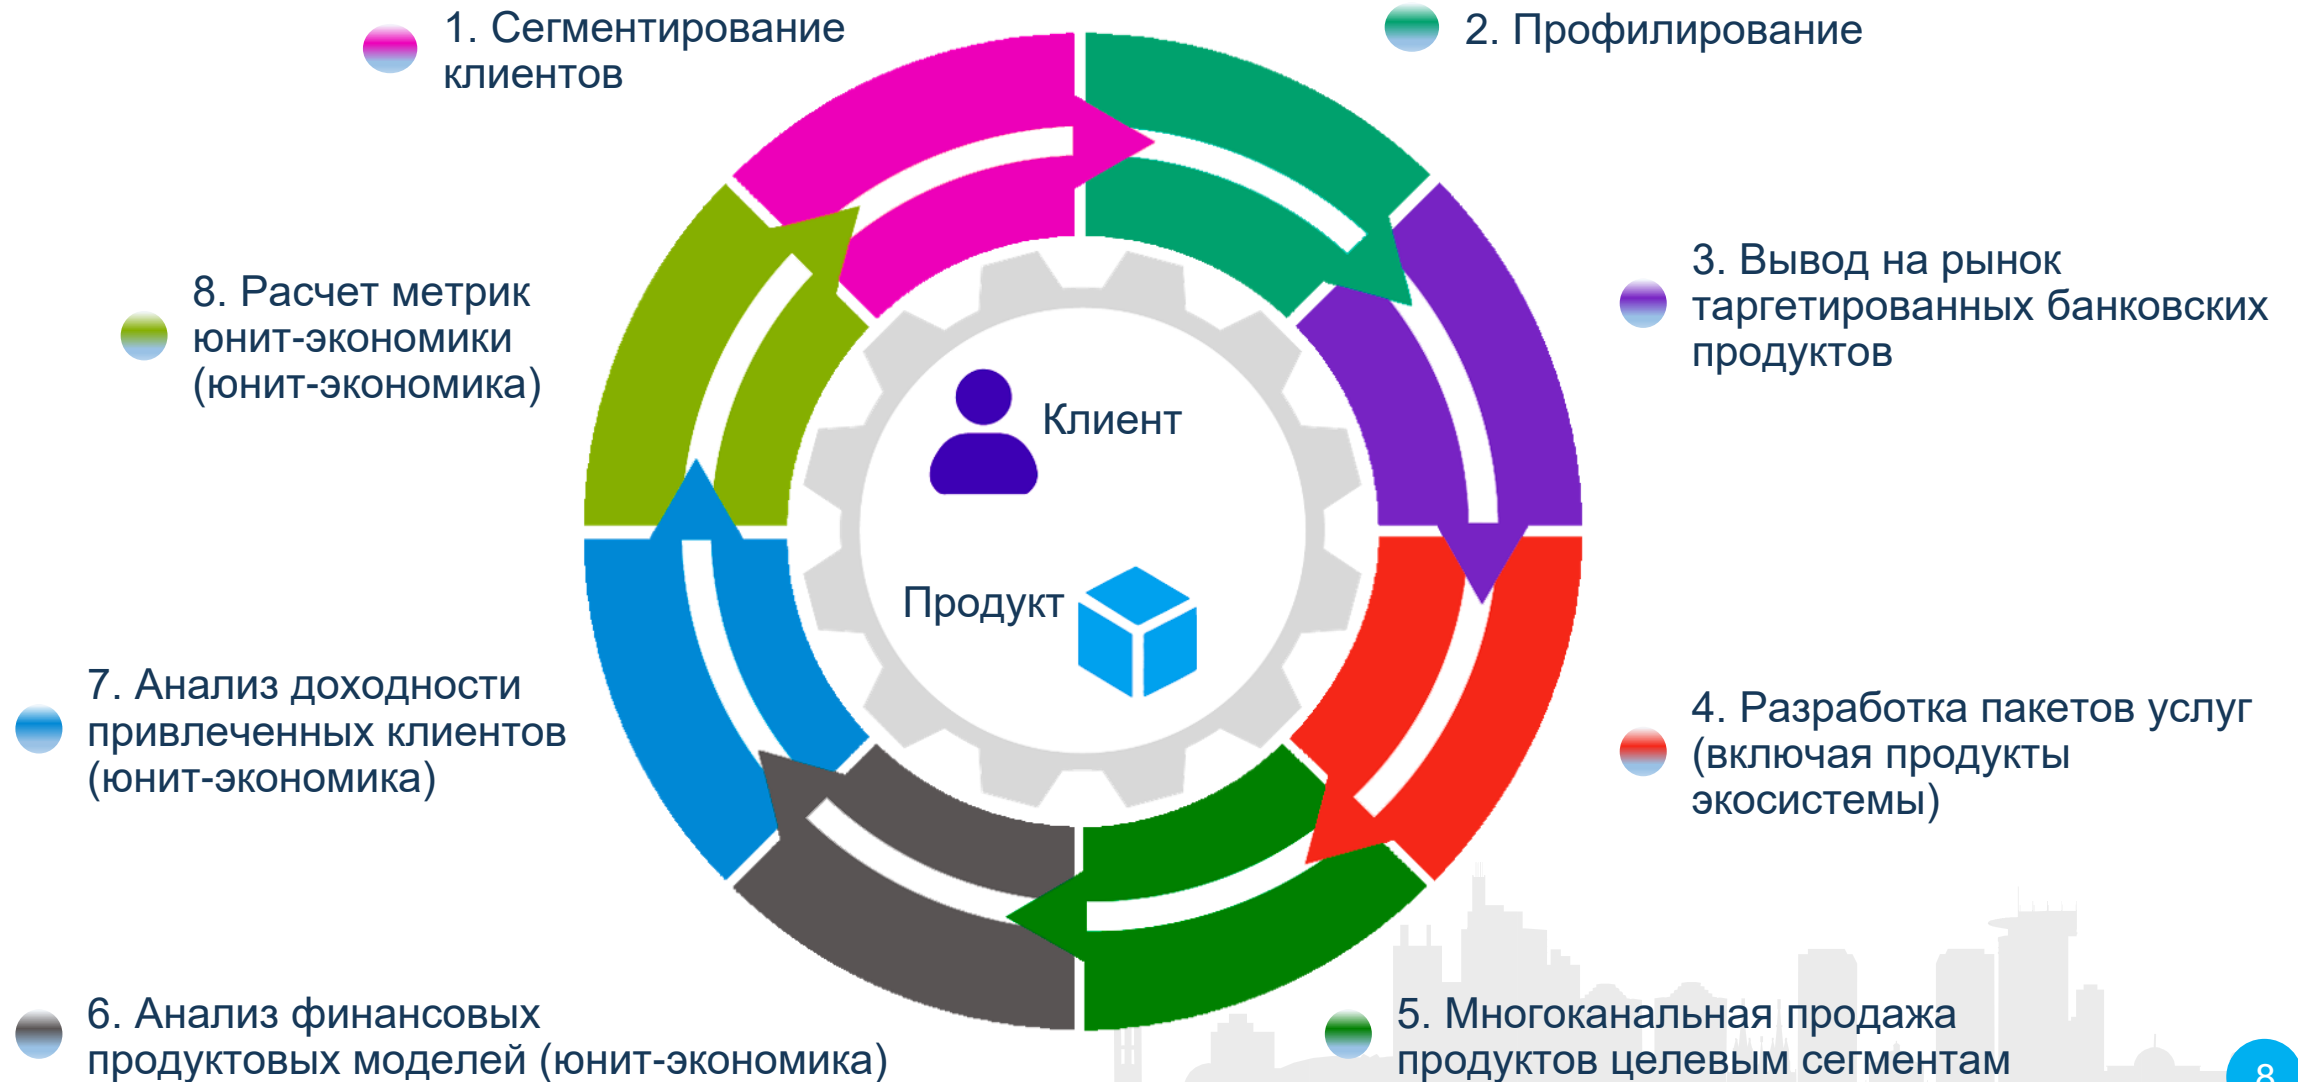 1. Сегментирование
клиентов
2. Профилирование
3. Вывод на рынок
таргетированных банковских
продуктов
4. Разработка пакетов услуг
(включая продукты
экосистемы)
5. Многоканальная продажа
продуктов целевым сегментам
6. Анализ финансовых
продуктовых моделей (юнит-экономика)
7. Анализ доходности
привлеченных клиентов
(юнит-экономика)
8. Расчет метрик
юнит-экономики
(юнит-экономика)
Клиент
Продукт
8